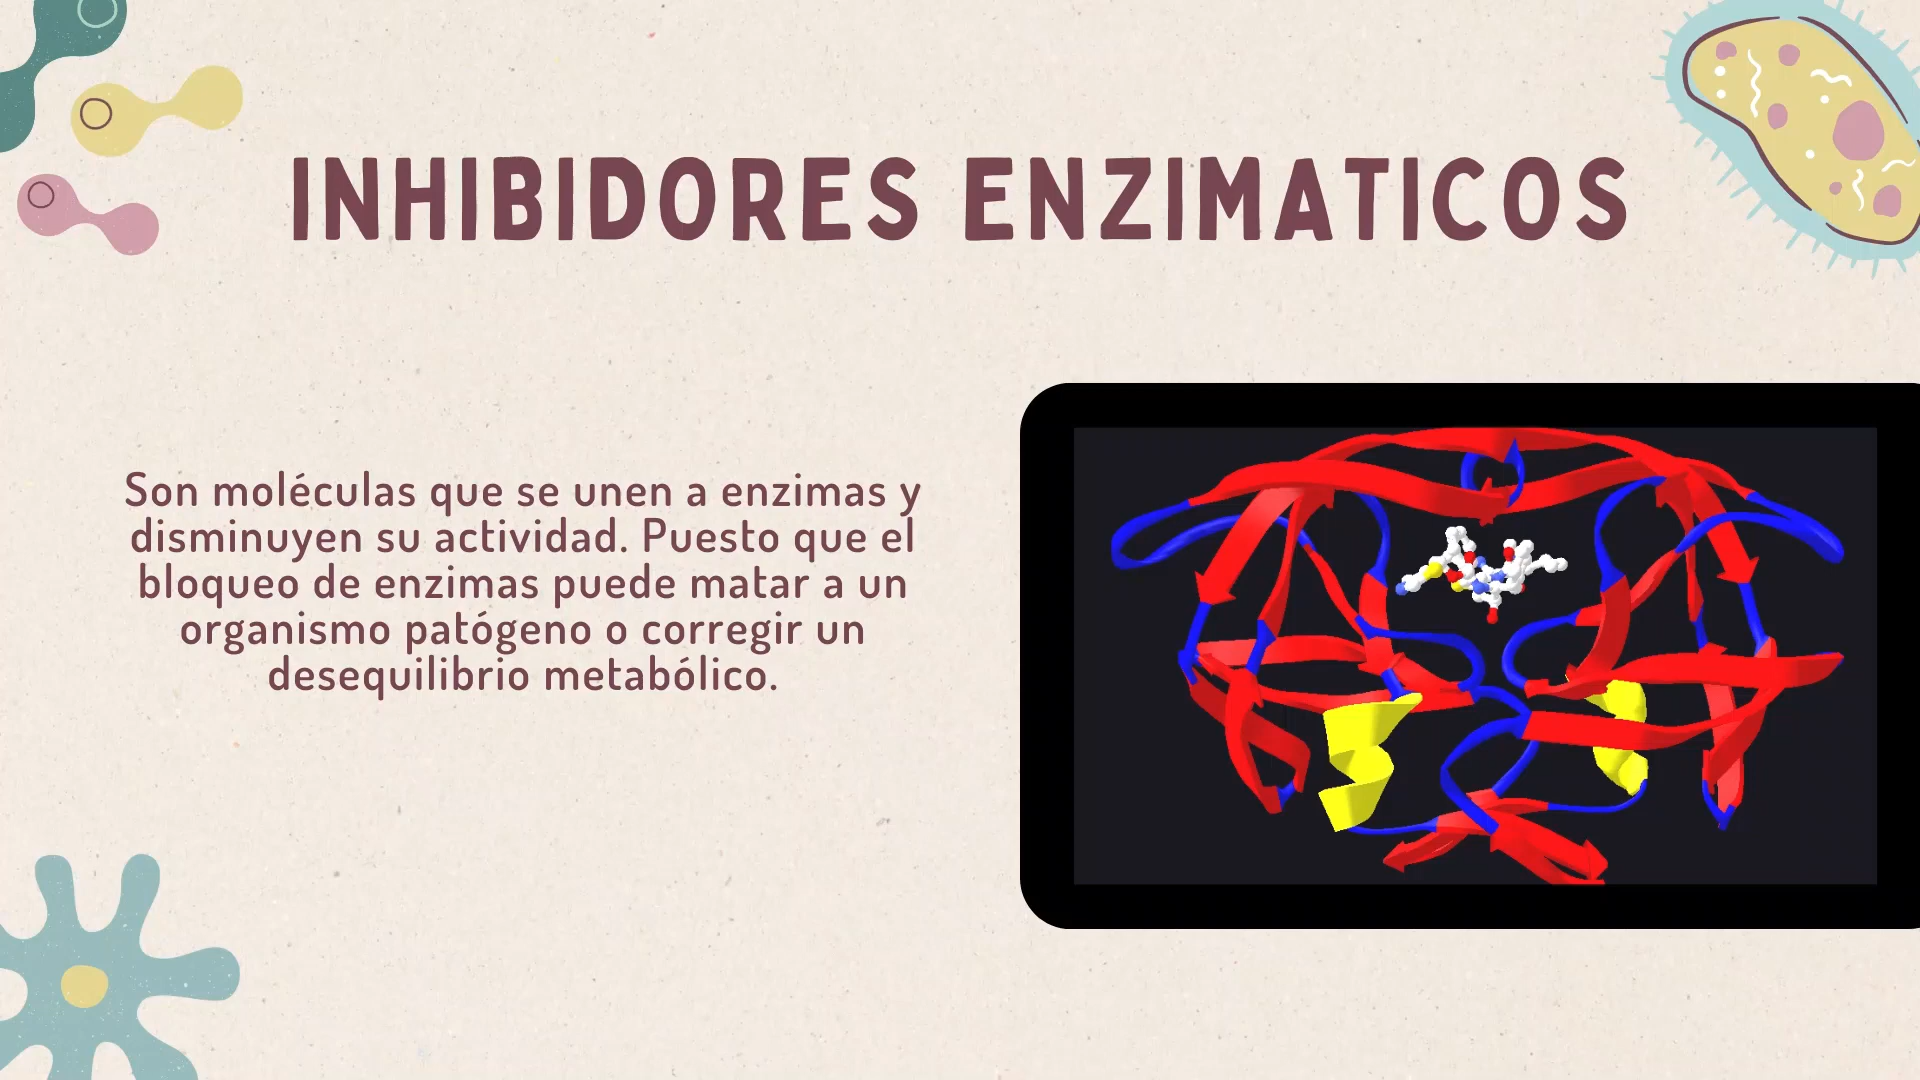 INHIBIDORES ENZIMATICOS
Son moléculas que se unen a enzimas y
disminuyen su actividad. Puesto que el
bloqueo de enzimas puede matar a un
organismo patógeno o corregir un
desequilibrio metabólico.